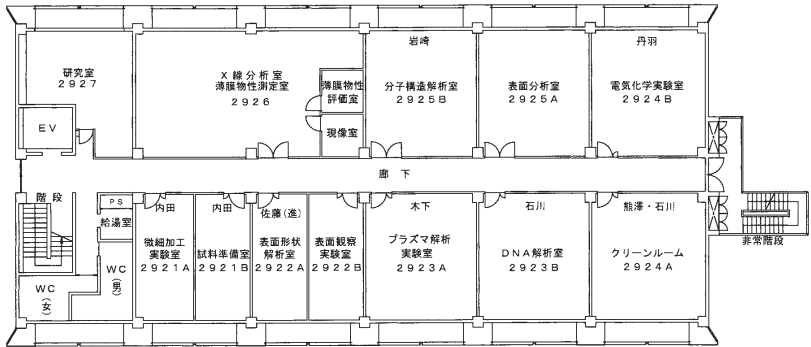 研究室
2927
X線分析室
薄膜物性測定室
2926
薄膜物性
評価室
現像室
岩崎
分子構造解析室
2925B
表面分析室
2925A
丹羽
電気化学実験室
2924B
EV
廊下
階段
PS
給湯室
WC
(男)
WC
(女)
内田
微細加工
実験室
2921A
内田
試料準備室
2921B
佐藤(進)
表面形状
解析室
2922A
表面観察
実験室
2922B
木下
プラズマ解析
実験室
2923A
石川
DNA解析室
2923B
熊澤・石川
クリーンルーム
2924A
非常階段